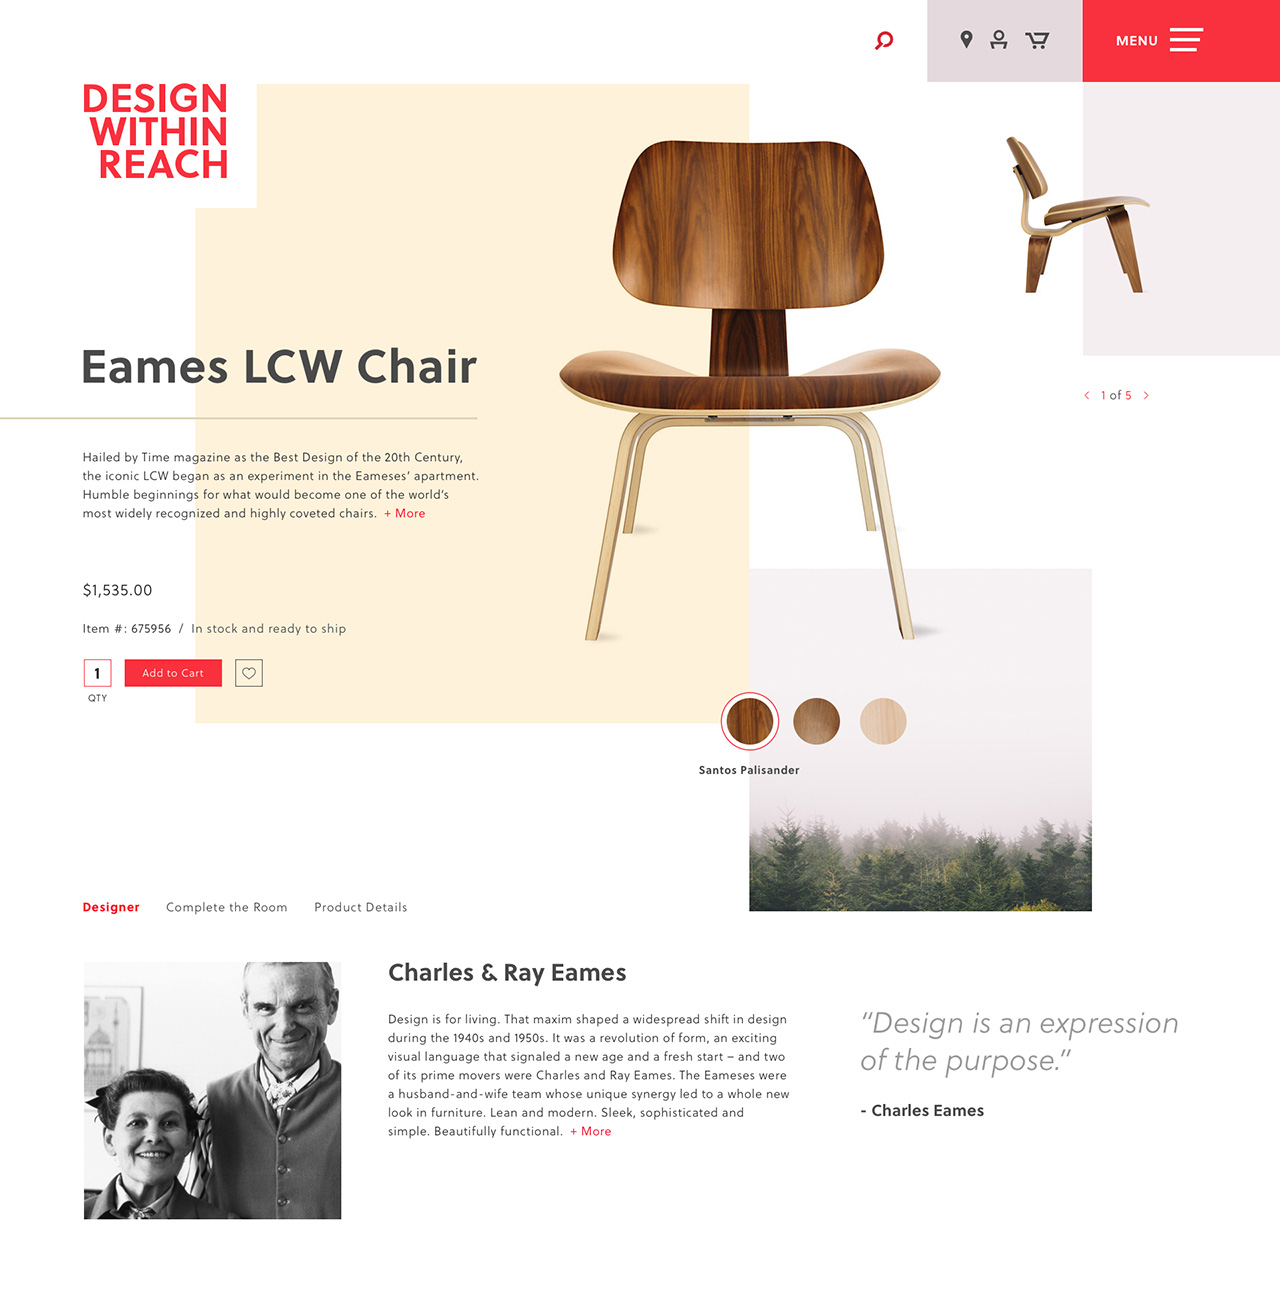 MENU
DESIGN
WITHIN
REACH
Eames LCW Chair
1 of 5
Hailed by Time magazine as the Best Design of the 20th Century,
the iconic LCW began as an experiment in the Eameses’ apartment.
Humble beginnings for what would become one of the world’s
most widely recognized and highly coveted chairs. + More
$1,535.00
Item #: 675956 / In stock and ready to ship
1 Add to Cart
QTY
Santos Palisander
Designer Complete the Room Product Details
Charles & Ray Eames
Design is for living. That maxim shaped a widespread shift in design
during the 1940s and 1950s. It was a revolution of form, an exciting
visual language that signaled a new age and a fresh start – and two
of its prime movers were Charles and Ray Eames. The Eameses were
a husband-and-wife team whose unique synergy led to a whole new
look in furniture. Lean and modern. Sleek, sophisticated and
simple. Beautifully functional. + More
“Design is an expression
of the purpose.”
- Charles Eames